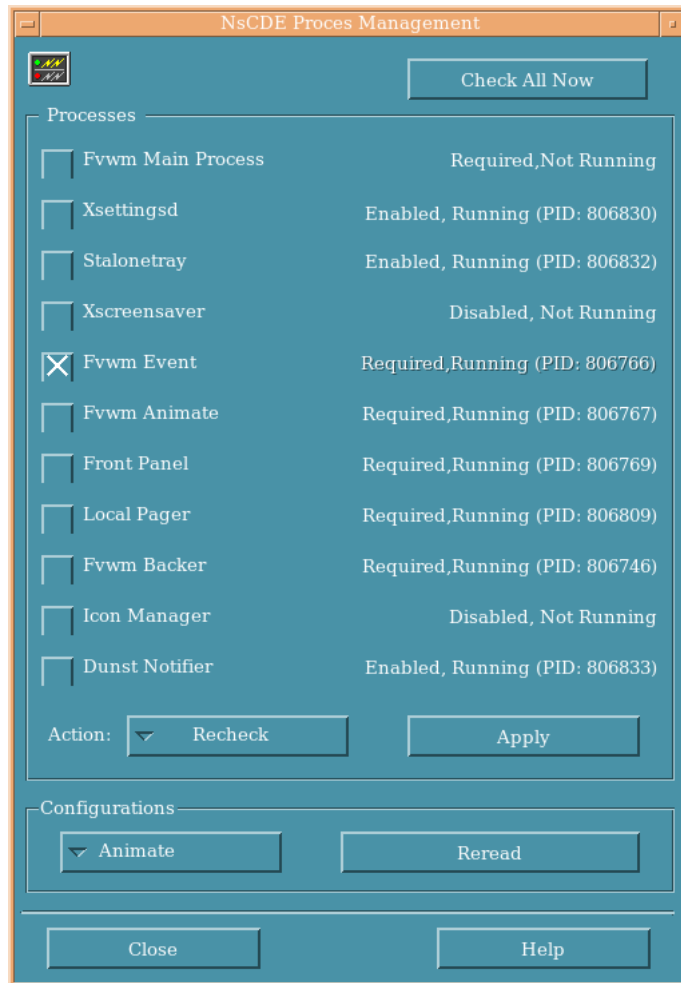 NsCDE Proces Management
Check All Now
Processes
Fvwm Main Process Required,Not Running
Xsettingsd Enabled, Running (PID: 806830)
Stalonetray Enabled, Running (PID: 806832)
Xscreensaver Disabled, Not Running
Fvwm Event Required,Running (PID: 806766)
Fvwm Animate Required,Running (PID: 806767)
Front Panel Required,Running (PID: 806769)
Local Pager Required,Running (PID: 806809)
Fvwm Backer Required,Running (PID: 806746)
Icon Manager Disabled, Not Running
Dunst Notifier Enabled, Running (PID: 806833)
Action: Recheck Apply
Configurations
Animate Reread
Close Help